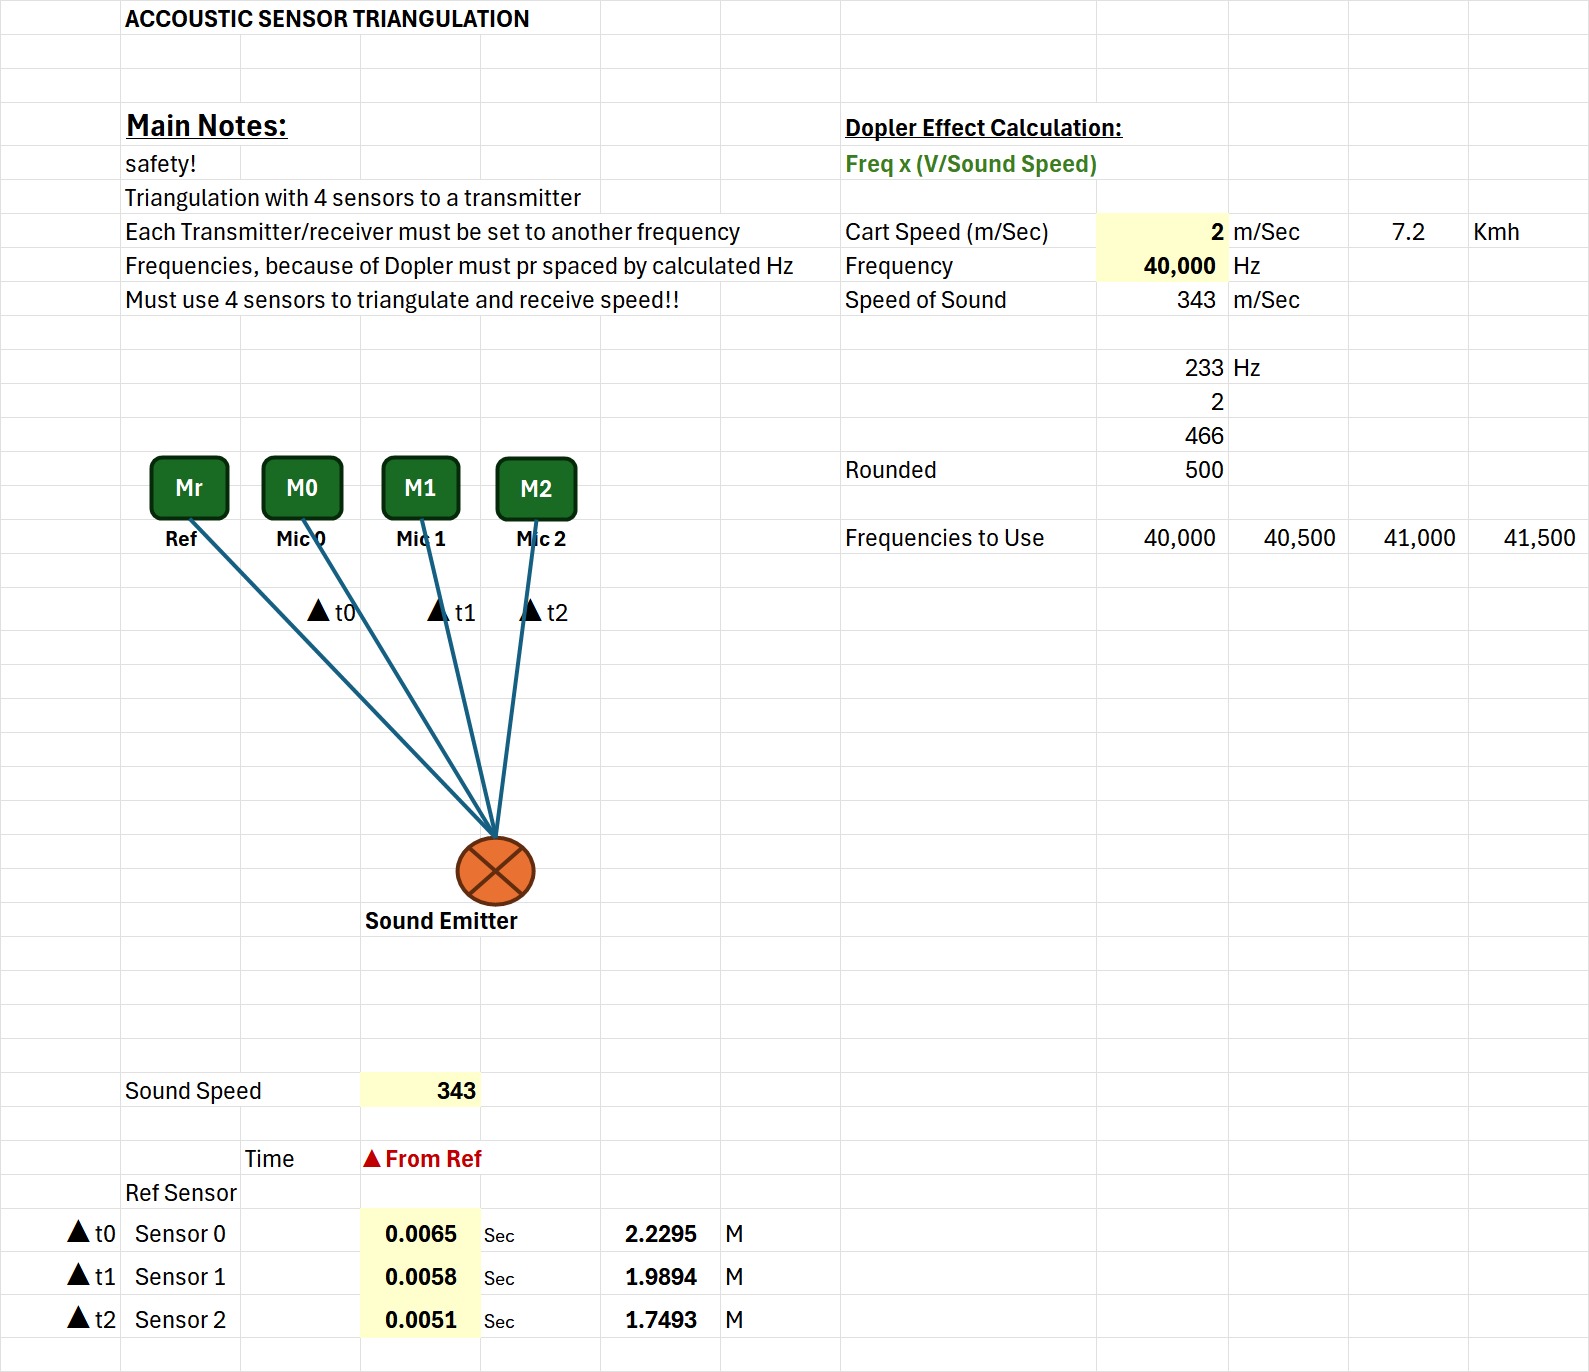 ACCOUSTIC SENSOR TRIANGULATION
Main Notes:
safety!
Triangulation with 4 sensors to a transmitter
Each Transmitter/receiver must be set to another frequency
Frequencies, because of Dopler must pr spaced by calculated Hz
Must use 4 sensors to triangulate and receive speed!!
Dopler Effect Calculation:
Freq x (V/Sound Speed)
Cart Speed (m/Sec) 2 m/Sec 7.2 Kmh
Frequency 40,000 Hz
Speed of Sound 343 m/Sec
233 Hz
2
466
Rounded 500
Frequencies to Use 40,000 40,500 41,000 41,500
Mr M0 M1 M2
Ref Mic 0 Mic 1 Mic 2
▲ t0 ▲ t1 ▲ t2
Sound Emitter
Sound Speed 343
Time ▲ From Ref
Ref Sensor
▲ t0 Sensor 0 0.0065 Sec 2.2295 M
▲ t1 Sensor 1 0.0058 Sec 1.9894 M
▲ t2 Sensor 2 0.0051 Sec 1.7493 M